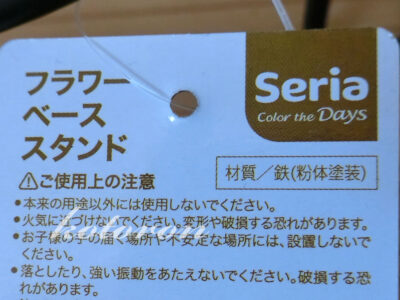 Seria
Color the Days
フラワー
ベース
スタンド
材質/鉄(粉体塗装)
⚠ご使用上の注意
●本来の用途以外には使用しないでください。
●火気に近づけないでください。変形や破損する恐れがあります。
●お子様の手の届く場所や不安定な場所には、設置しないで
ください。
●落としたり、強い振動をあたえないでください。破損する恐
れがあります。